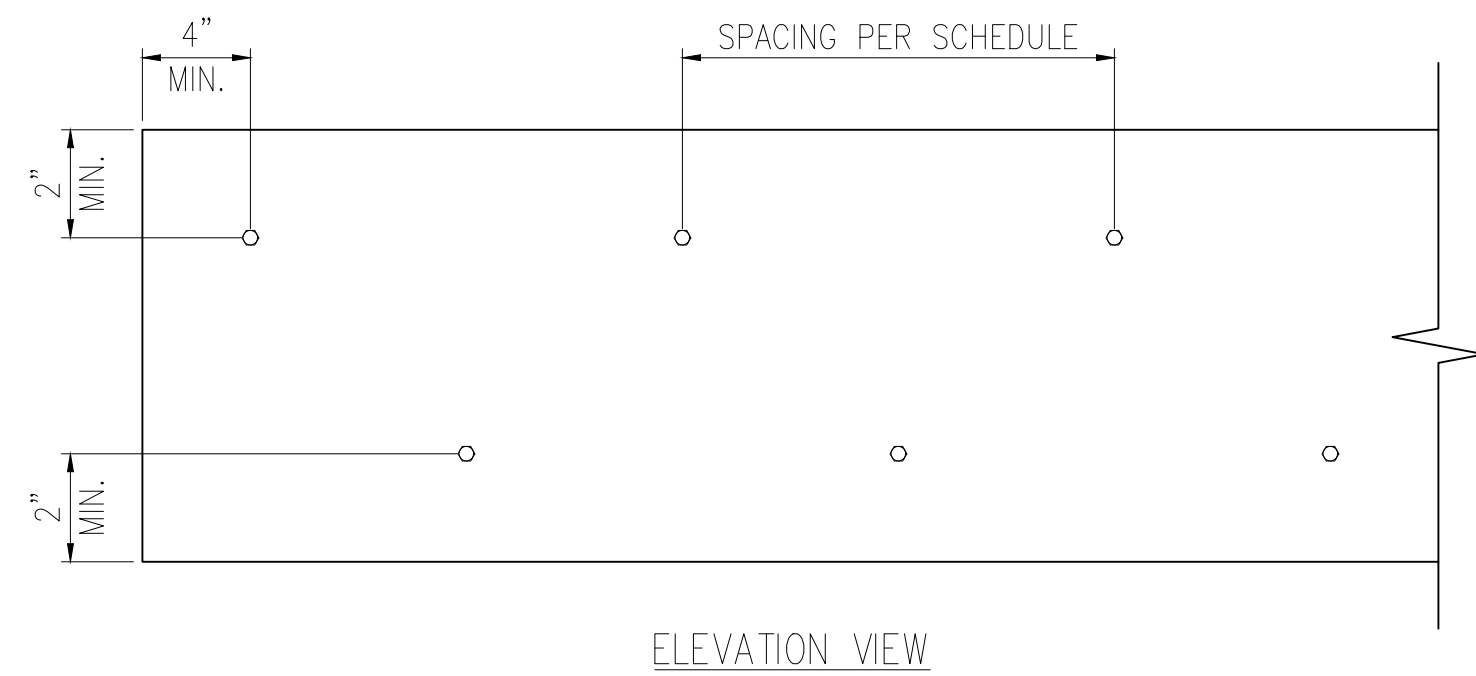 4”
MIN.
SPACING PER SCHEDULE
2”
MIN.
2”
MIN.
ELEVATION VIEW